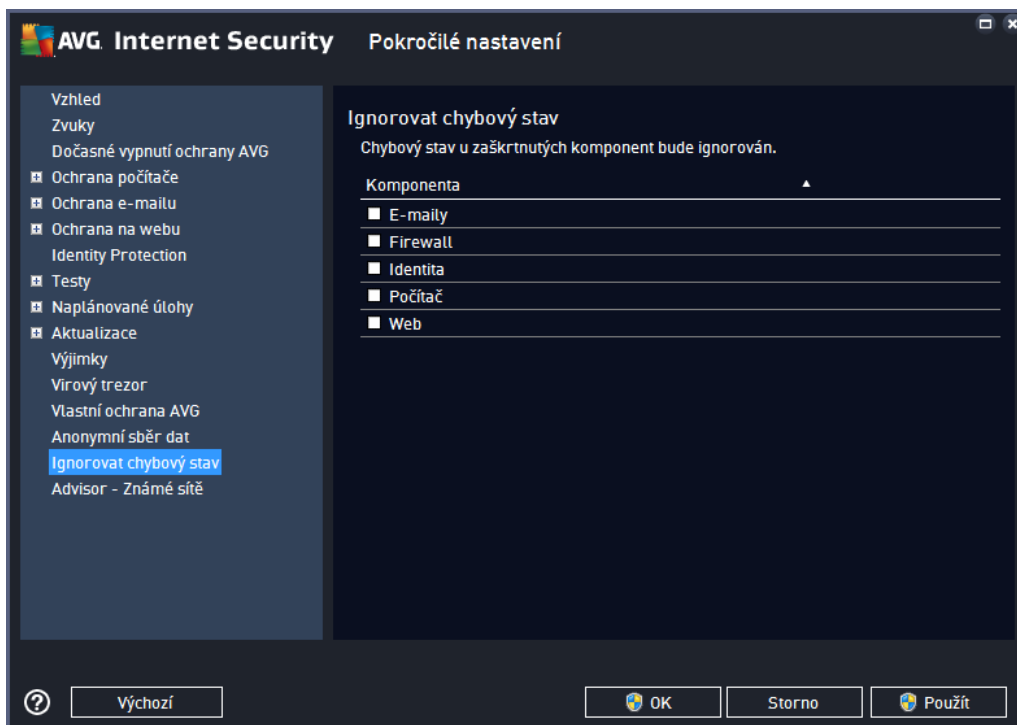 AVG. Internet Security Pokročilé nastavení
Vzhled
Zvuky
Dočasné vypnutí ochrany AVG
Ochrana počítače
Ochrana e-mailu
Ochrana na webu
Identity Protection
Testy
Naplánované úlohy
Aktualizace
Výjimky
Virový trezor
Vlastní ochrana AVG
Anonymní sběr dat
Ignorovat chybový stav
Advisor - Známé sítě
Ignorovat chybový stav
Chybový stav u zaškrtnutých komponent bude ignorován.
Komponenta
E-maily
Firewall
Identita
Počítač
Web
Výchozí
OK
Storno
Použít